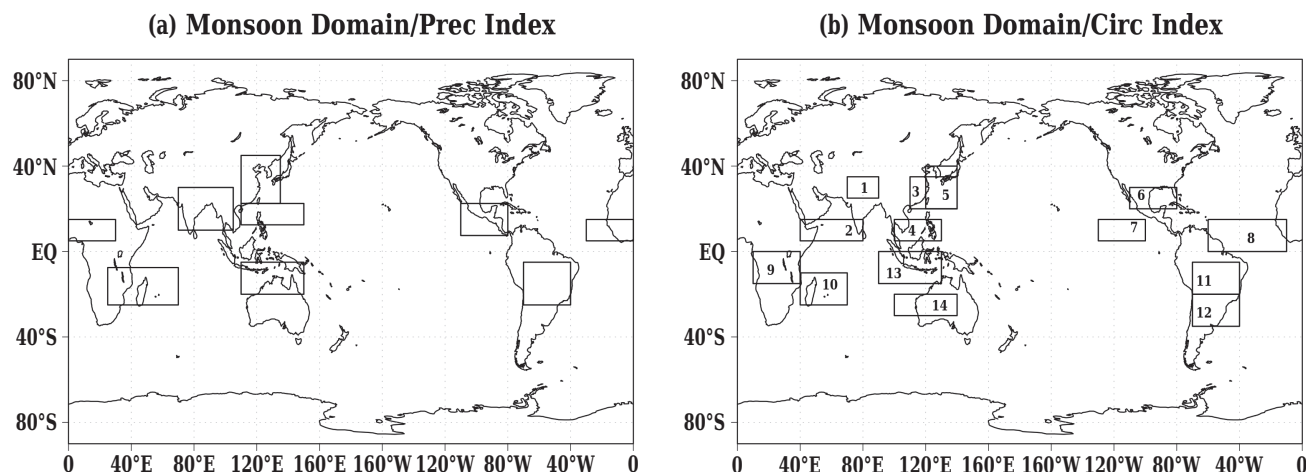 (a) Monsoon Domain/Prec Index
80°N
40°N
EQ
40°S
80°S
0 40°E 80°E 120°E 160°E 160°W 120°W 80°W 40°W 0
(b) Monsoon Domain/Circ Index
80°N
40°N
EQ
40°S
80°S
1
3
5
6
2
4
7
8
9
13
10
11
14
12
0 40°E 80°E 120°E 160°E 160°W 120°W 80°W 40°W 0